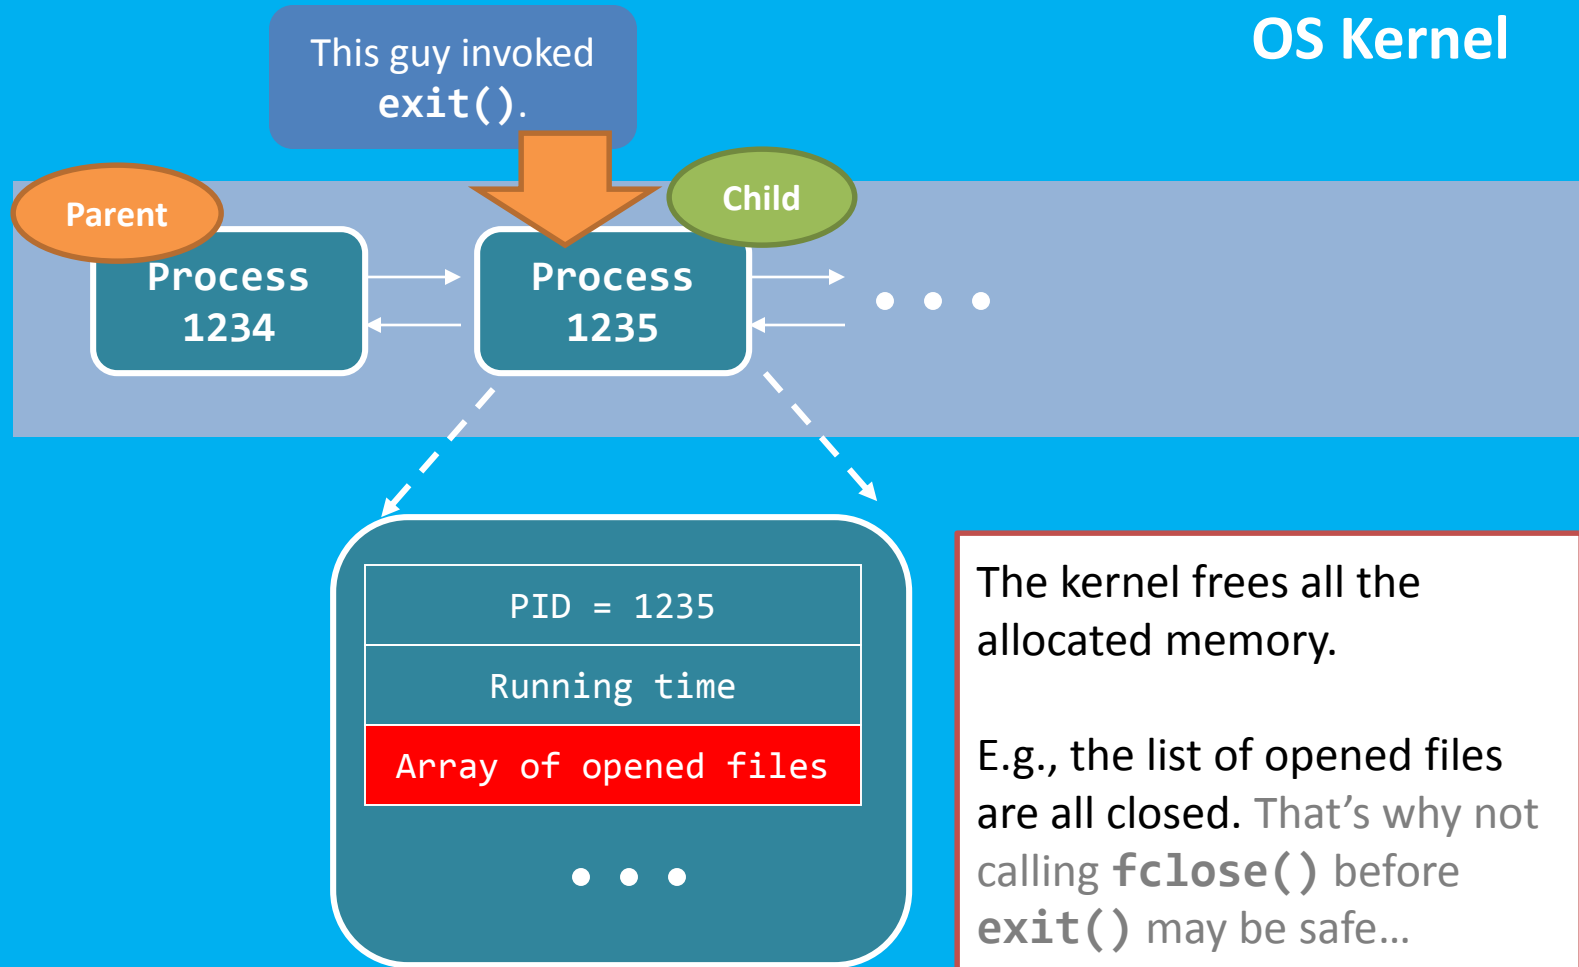 OS Kernel
This guy invoked
exit().
Parent
Child
Process
1234
Process
1235
PID = 1235
Running time
Array of opened files
The kernel frees all the
allocated memory.
E.g., the list of opened files
are all closed. That’s why not
calling fclose() before
exit() may be safe…